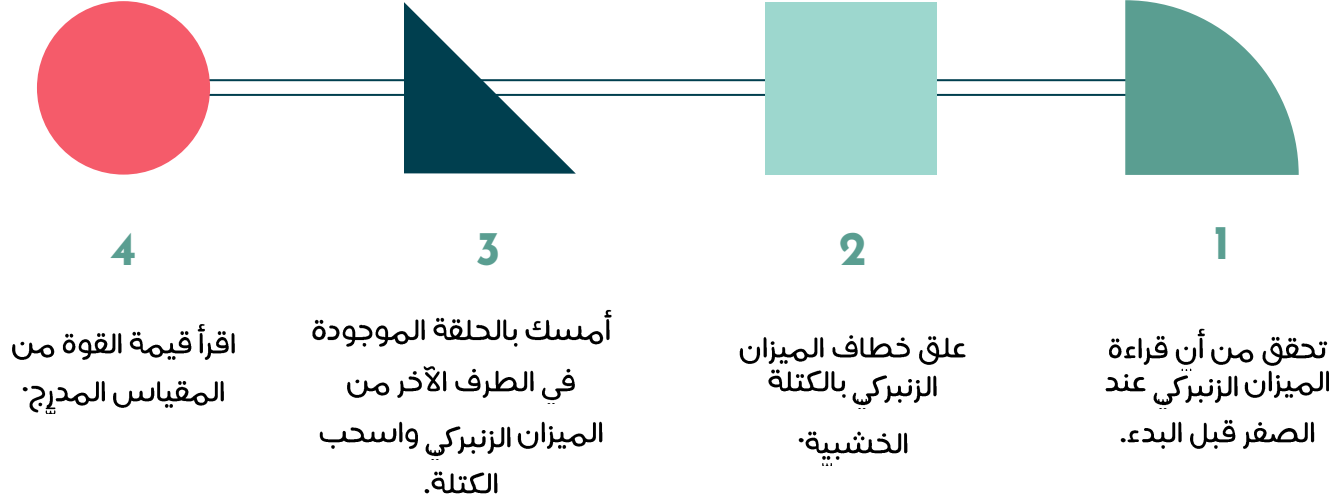 1
تحقق من أن قراءة
الميزان الزنبركي عند
الصفر قبل البدء.
2
علق خطاف الميزان
الزنبركي بالكتلة
الخشبية.
3
أمسك بالحلقة الموجودة
في الطرف الآخر من
الميزان الزنبركي واسحب
الكتلة.
4
اقرأ قيمة القوة من
المقياس المدرج.